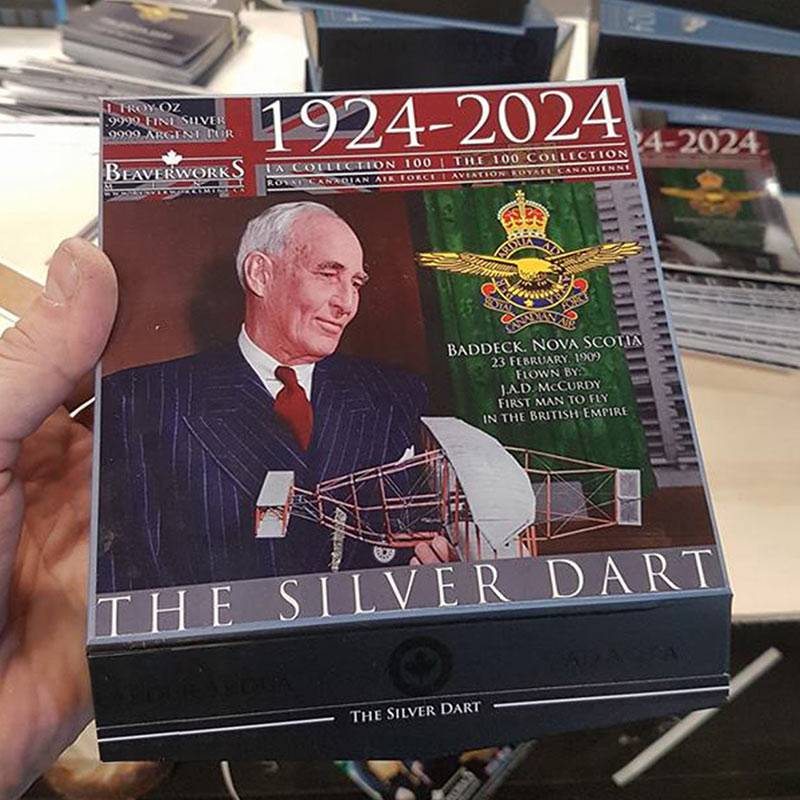 1 Troy Oz
9999 Fine Silver
9999 Argent Pur
BeaverworkS
1924-2024
La Collection 100 | The 100 Collection
Royal Canadian Air Force | Aviation Royale Canadienne
Baddeck, Nova Scotia
23 February, 1909
Flown by:
J.A.D. McCurdy
First man to fly
in the British Empire
The Silver Dart
The Silver Dart
24-2024